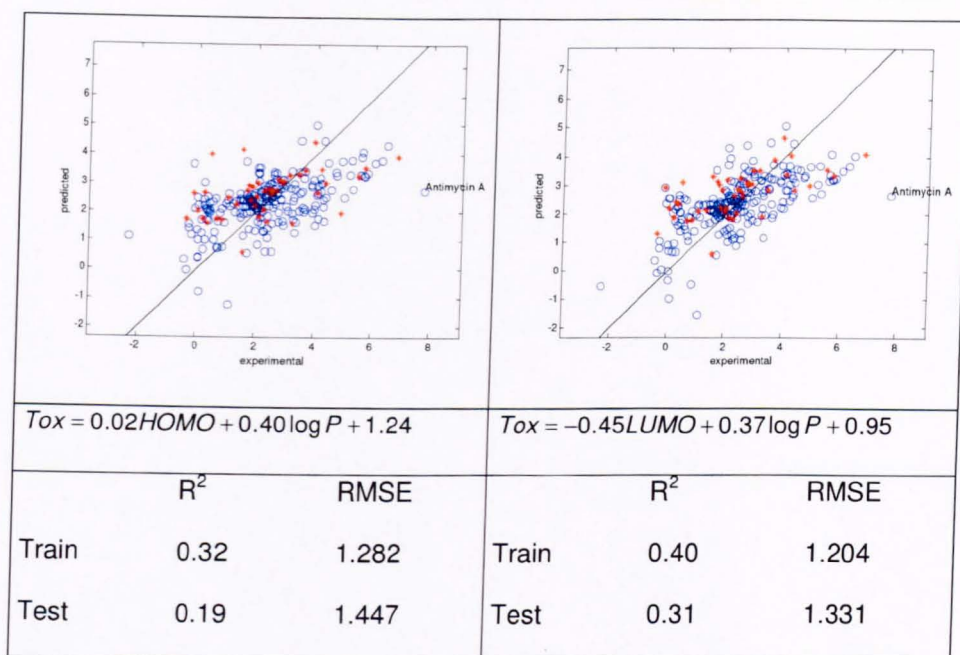 7
6
5
4
3
2
1
0
-1
-2
predicted
-2 0 2 4 6 8
experimental
Antimycin A
7
6
5
4
3
2
1
0
-1
-2
predicted
-2 0 2 4 6 8
experimental
Antimycin A
Tox = 0.02HOMO + 0.40 log P + 1.24
Tox = −0.45LUMO + 0.37 log P + 0.95
R² RMSE
Train 0.32 1.282
Test 0.19 1.447
R² RMSE
Train 0.40 1.204
Test 0.31 1.331